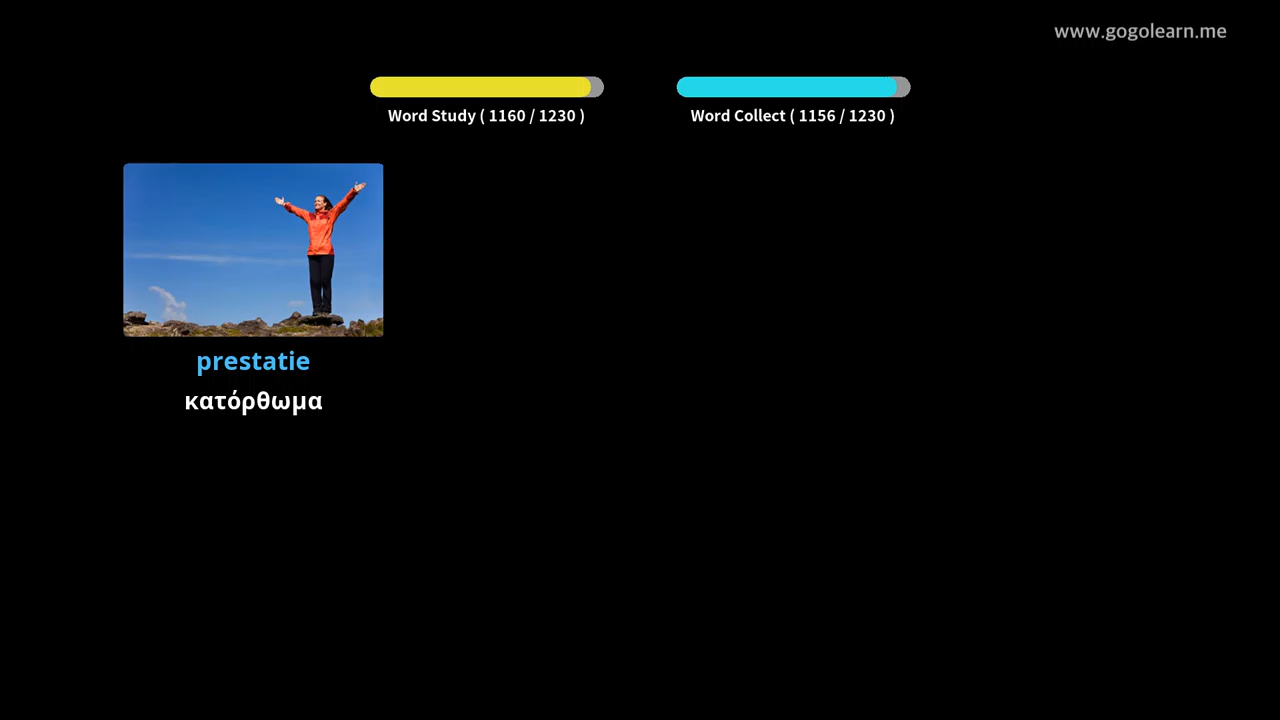 www.gogolearn.me
Word Study ( 1160 / 1230 )
Word Collect ( 1156 / 1230 )
prestatie
κατόρθωμα